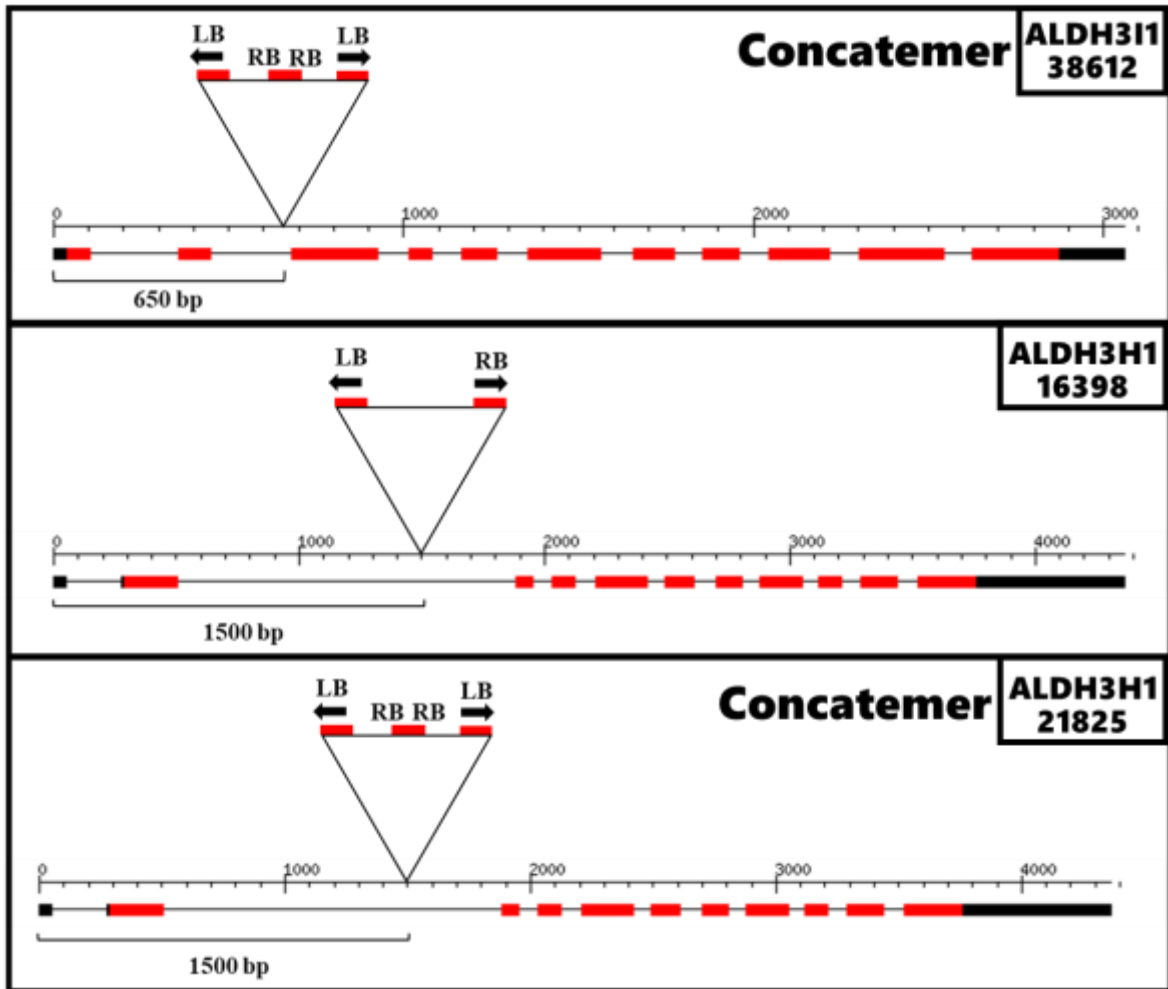 LB LB
RB RB
Concatemer
ALDH3I1
38612
0 1000 2000 3000
650 bp
LB RB
ALDH3H1
16398
0 1000 2000 3000 4000
1500 bp
LB LB
RB RB
Concatemer
ALDH3H1
21825
0 1000 2000 3000 4000
1500 bp